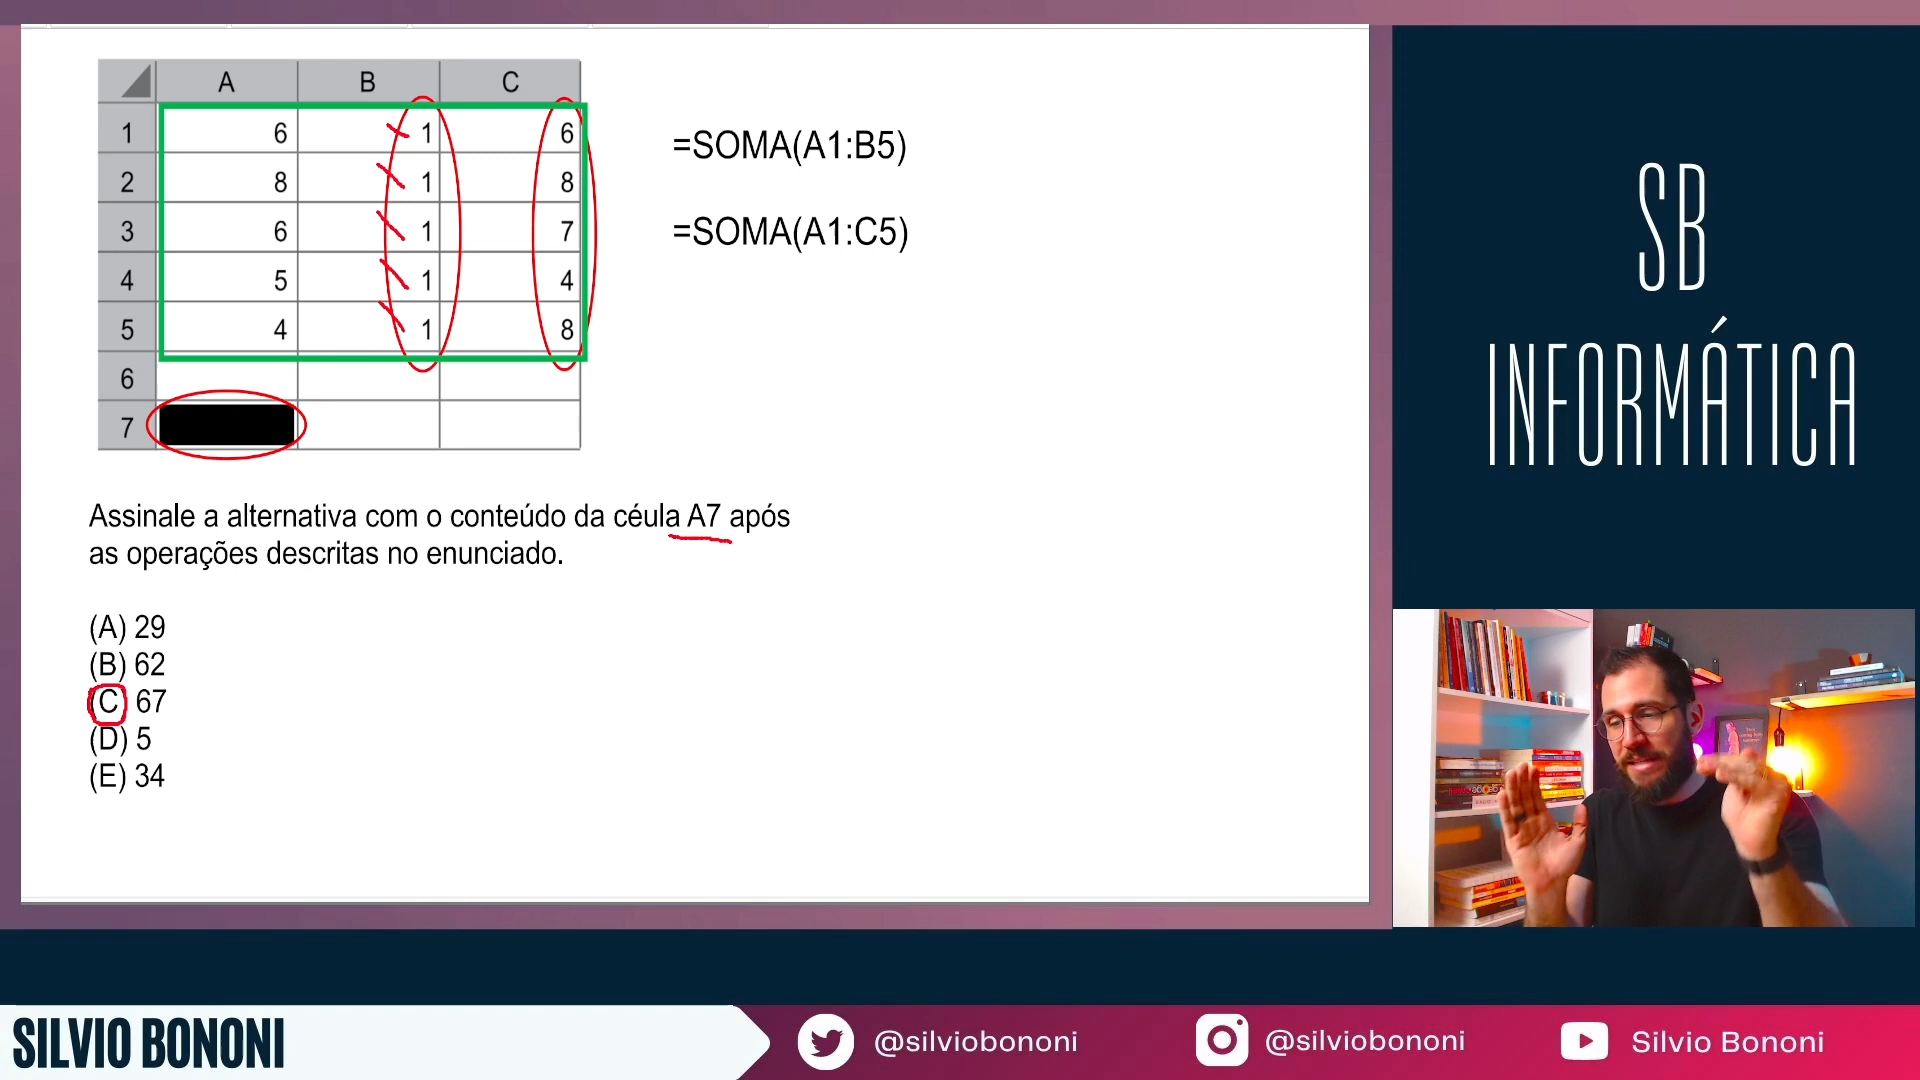 A B C
1 6 1 6
2 8 1 8
3 6 1 7
4 5 1 4
5 4 1 8
6
7
=SOMA(A1:B5)
=SOMA(A1:C5)
Assinale a alternativa com o conteúdo da céula A7 após
as operações descritas no enunciado.
(A) 29
(B) 62
(C) 67
(D) 5
(E) 34
SB
INFORMÁTICA
SILVIO BONONI
@silviobononi
@silviobononi
Silvio Bononi